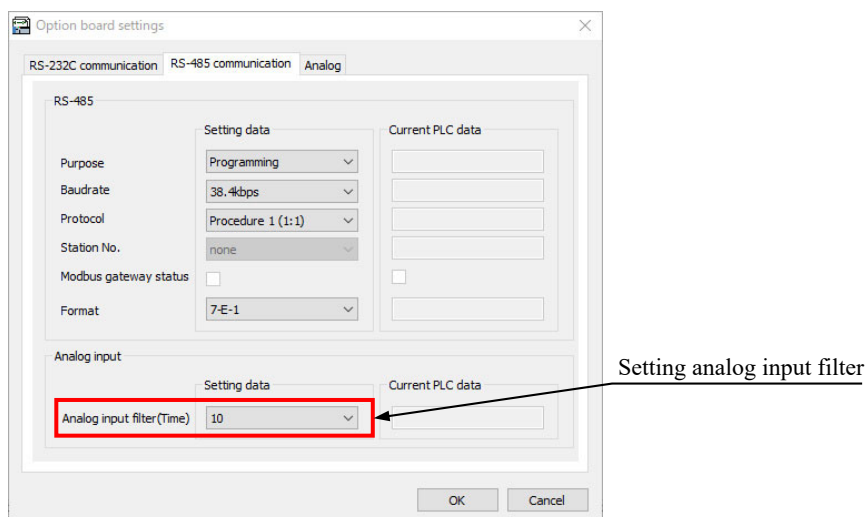 Option board settings
RS-232C communication RS-485 communication Analog
RS-485
Setting data Current PLC data
Purpose Programming
Baudrate 38.4kbps
Protocol Procedure 1 (1:1)
Station No. none
Modbus gateway status
Format 7-E-1
Analog input
Setting analog input filter
Setting data Current PLC data
Analog input filter(Time) 10
OK Cancel